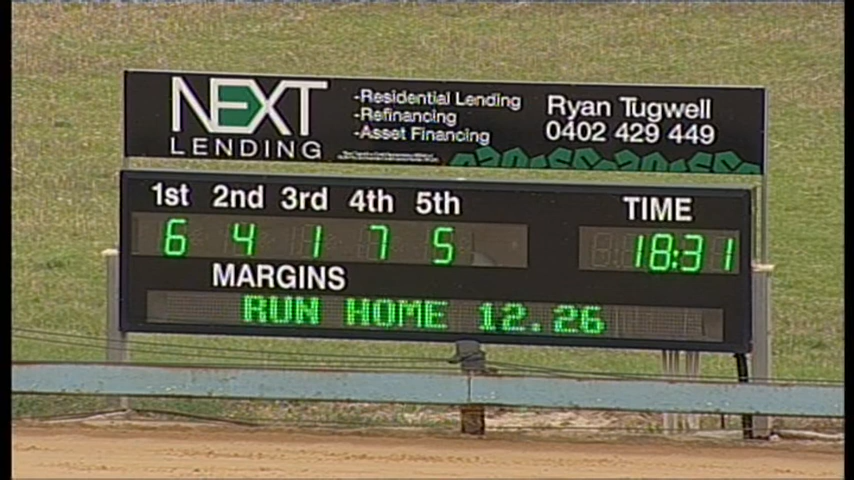 NEXT
LENDING
-Residential Lending
-Refinancing
-Asset Financing
Ryan Tugwell
0402 429 449
1st 2nd 3rd 4th 5th TIME
6 4 1 7 5 18:31
MARGINS
RUN HOME 12.26